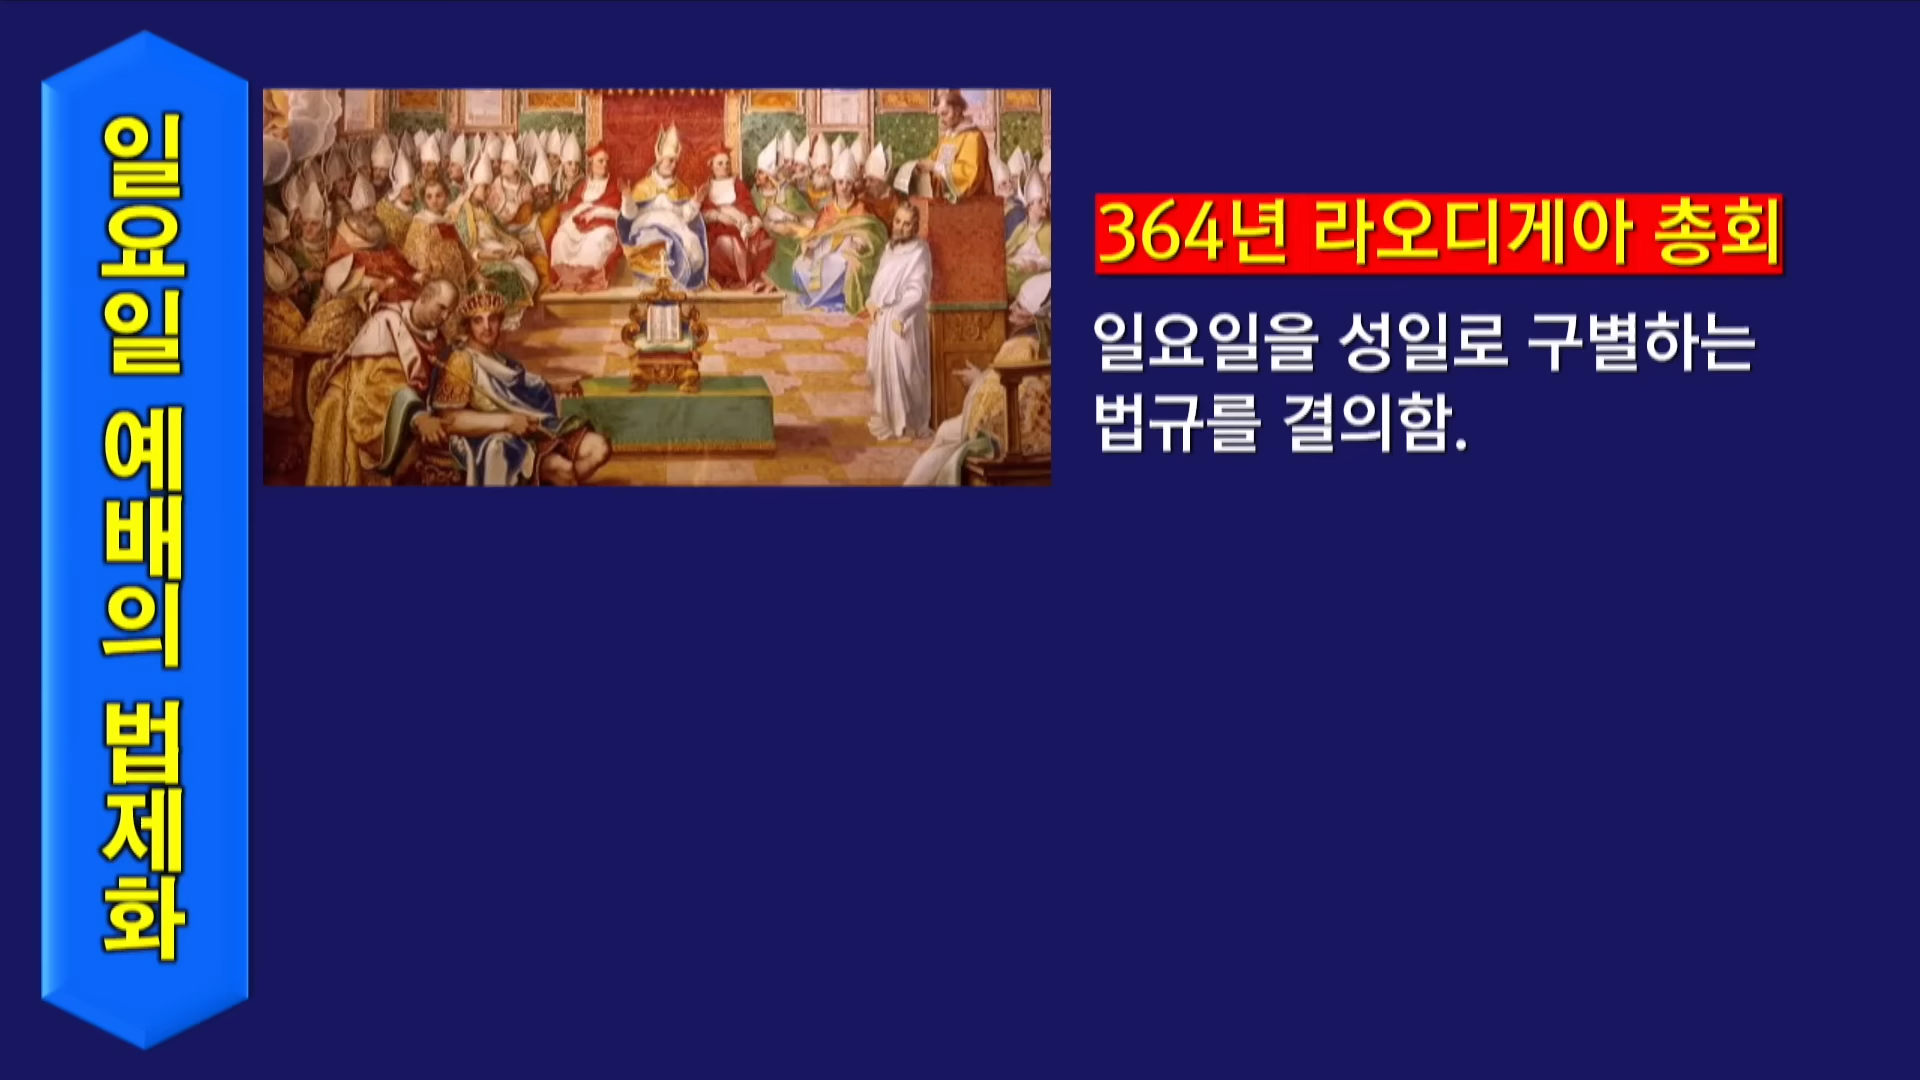 일요일 예배의 법제화
364년 라오디게아 총회
일요일을 성일로 구별하는
법규를 결의함.